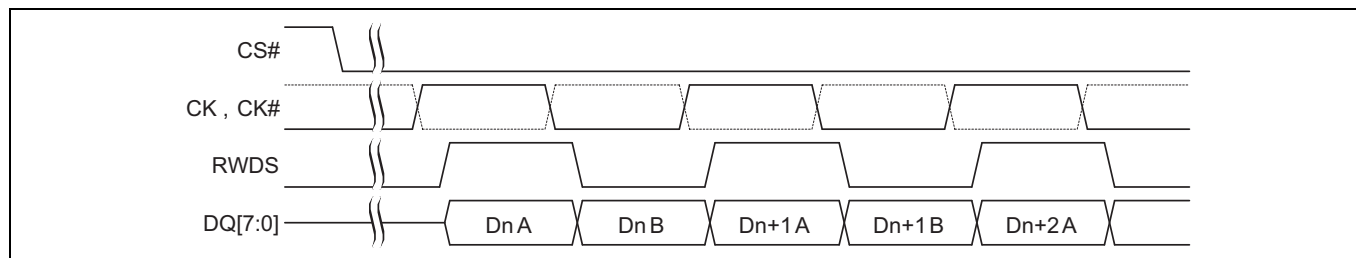 CS#
CK , CK#
RWDS
DQ[7:0]
Dn A
Dn B
Dn+1 A
Dn+1 B
Dn+2 A